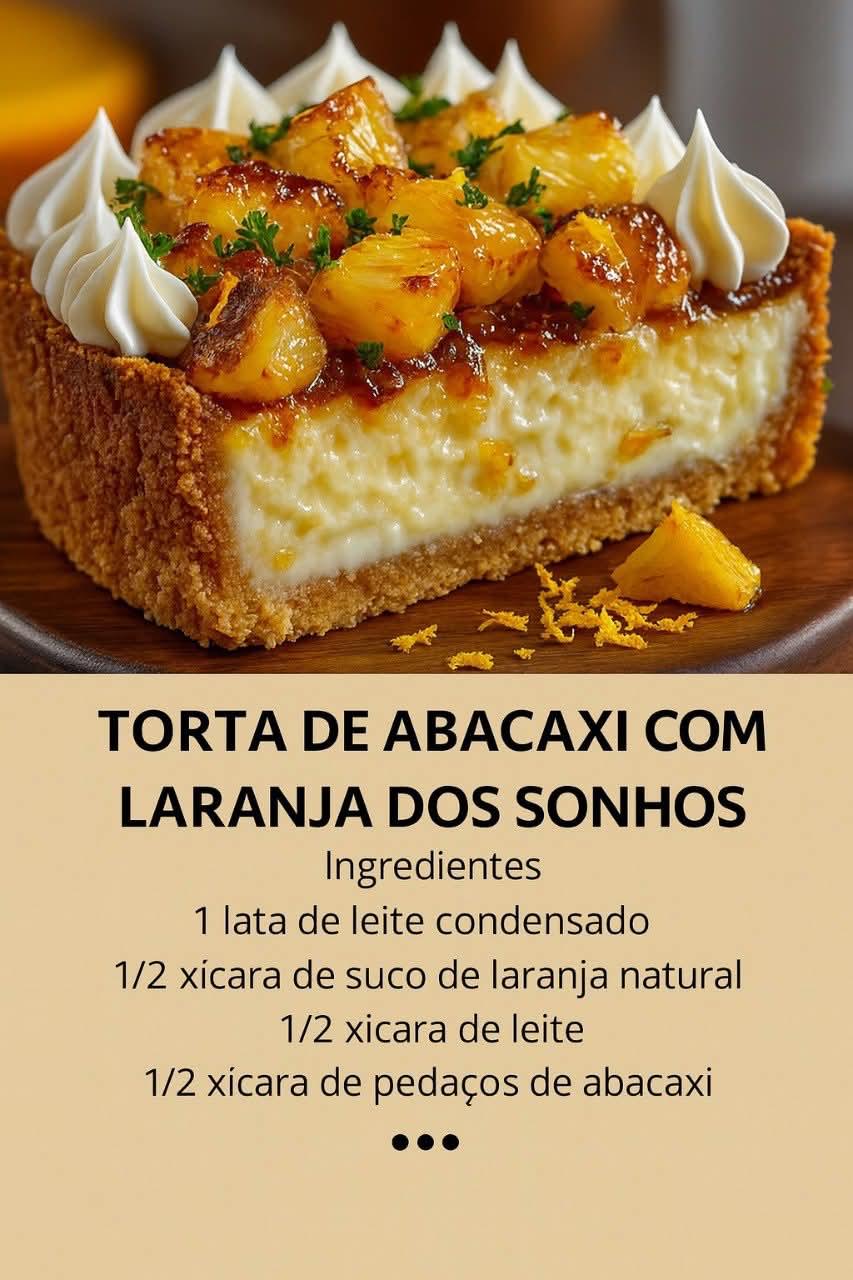 TORTA DE ABACAXI COM
LARANJA DOS SONHOS
Ingredientes
1 lata de leite condensado
1/2 xícara de suco de laranja natural
1/2 xicara de leite
1/2 xícara de pedaços de abacaxi
•••